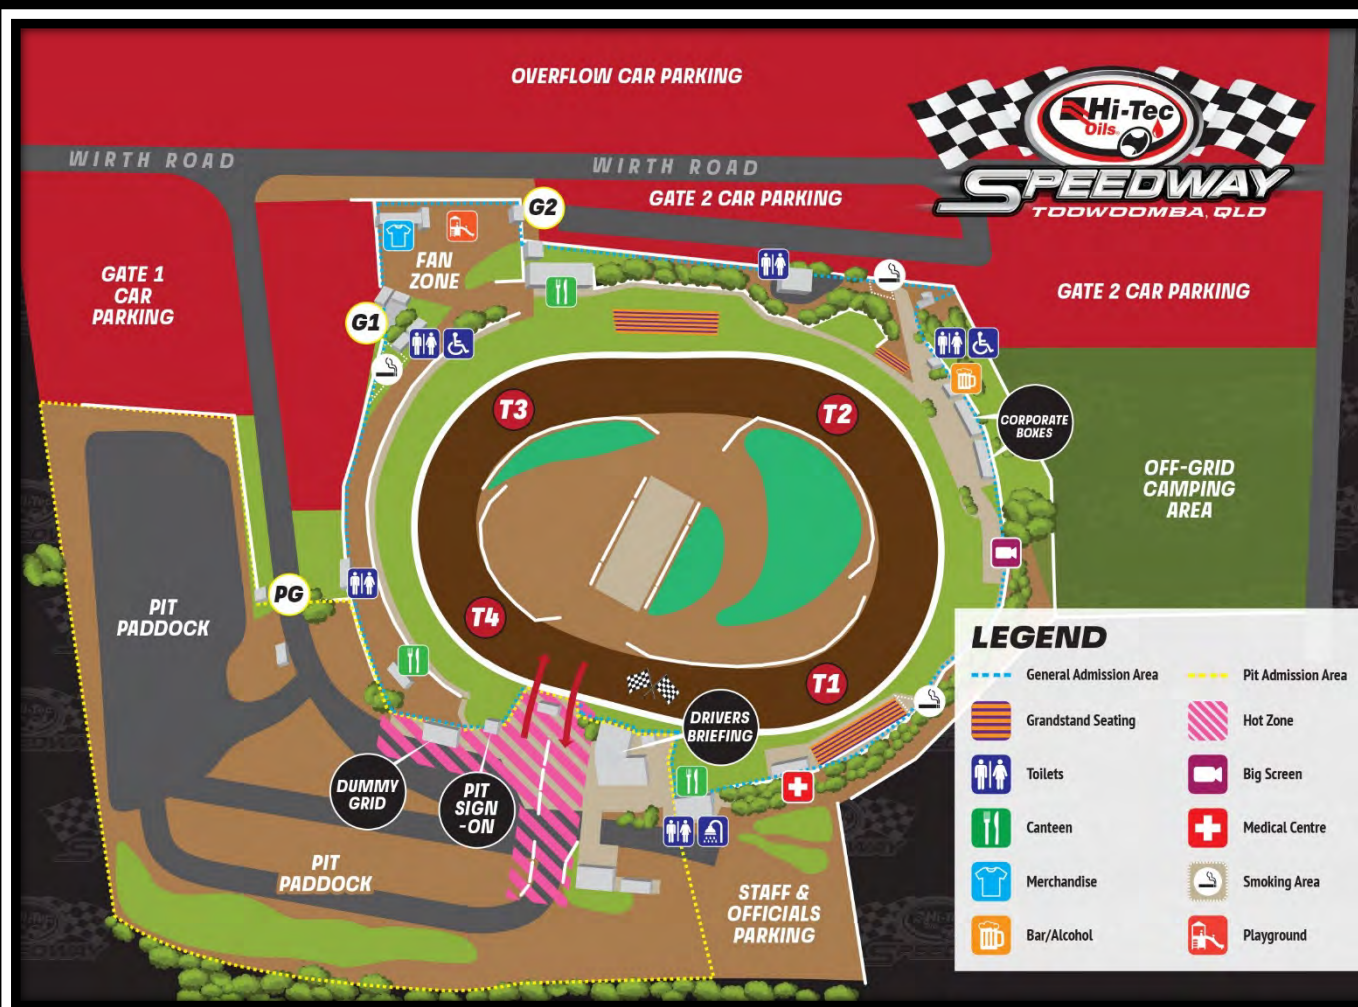 OVERFLOW CAR PARKING
Hi-Tec
Oils
SPEEDWAY
TOOWOOMBA, QLD
WIRTH ROAD
WIRTH ROAD
GATE 2 CAR PARKING
G2
FAN
ZONE
GATE 1
CAR
PARKING
G1
GATE 2 CAR PARKING
T3
T2
CORPORATE
BOXES
OFF-GRID
CAMPING
AREA
PG
PIT
PADDOCK
T4
T1
DRIVERS
BRIEFING
DUMMY
GRID
PIT
SIGN
-ON
PIT
PADDOCK
STAFF &
OFFICIALS
PARKING
LEGEND
General Admission Area
Pit Admission Area
Grandstand Seating
Hot Zone
Toilets
Big Screen
Canteen
Medical Centre
Merchandise
Smoking Area
Bar/Alcohol
Playground